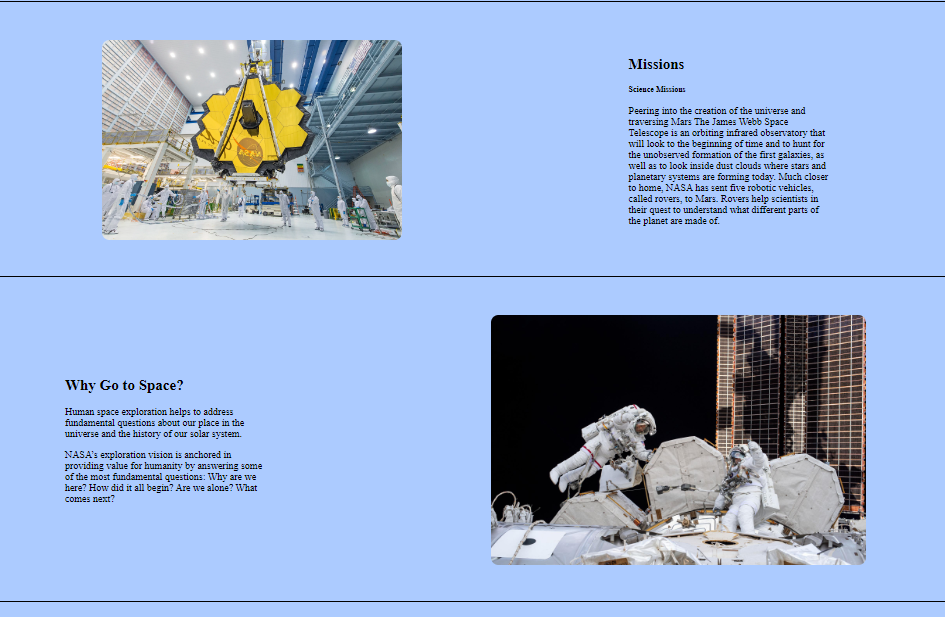 Missions
Science Missions
Peering into the creation of the universe and
traversing Mars The James Webb Space
Telescope is an orbiting infrared observatory that
will look to the beginning of time and to hunt for
the unobserved formation of the first galaxies, as
well as to look inside dust clouds where stars and
planetary systems are forming today. Much closer
to home, NASA has sent five robotic vehicles,
called rovers, to Mars. Rovers help scientists in
their quest to understand what different parts of
the planet are made of.
Why Go to Space?
Human space exploration helps to address
fundamental questions about our place in the
universe and the history of our solar system.
NASA's exploration vision is anchored in
providing value for humanity by answering some
of the most fundamental questions: Why are we
here? How did it all begin? Are we alone? What
comes next?